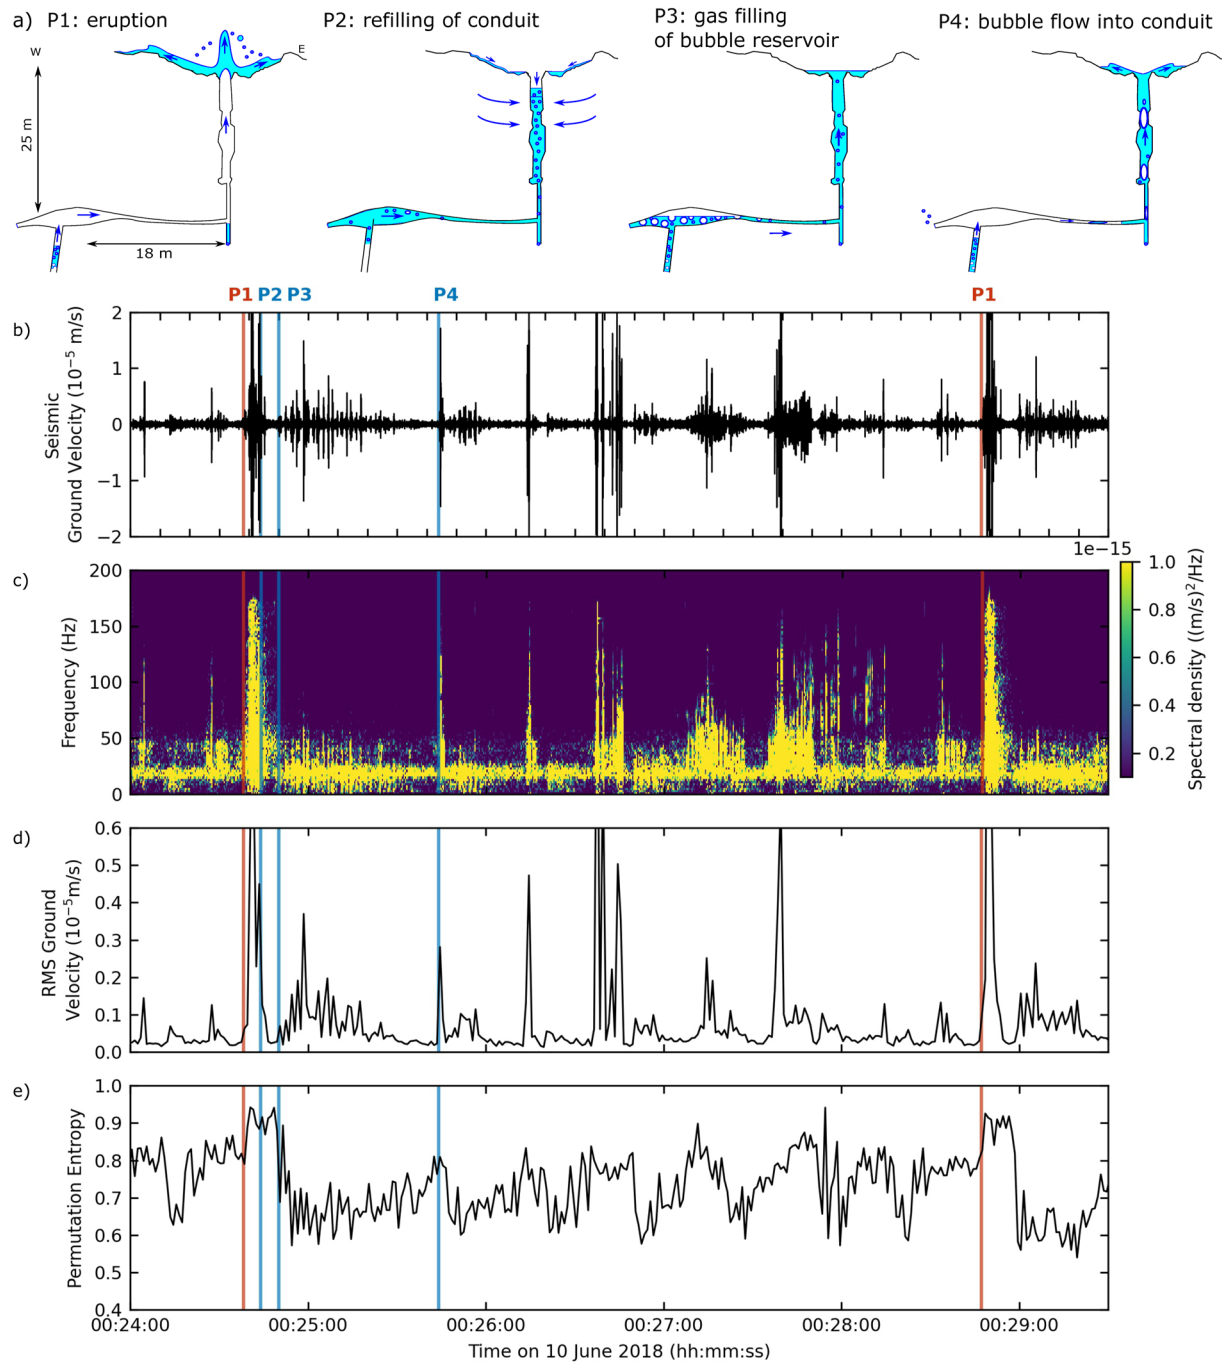 a) P1: eruption
P2: refilling of conduit
P3: gas filling
of bubble reservoir
P4: bubble flow into conduit
W
E
25 m
18 m
P1 P2 P3 P4 P1
b)
Seismic
Ground Velocity (10⁻⁵ m/s)
2
1
0
−1
−2
c)
Frequency (Hz)
200
150
100
50
0
1e−15
1.0
0.8
0.6
0.4
0.2
Spectral density ((m/s)²/Hz)
d)
RMS Ground
Velocity (10⁻⁵m/s)
0.6
0.5
0.4
0.3
0.2
0.1
0.0
e)
Permutation Entropy
1.0
0.9
0.8
0.7
0.6
0.5
0.4
00:24:00 00:25:00 00:26:00 00:27:00 00:28:00 00:29:00
Time on 10 June 2018 (hh:mm:ss)